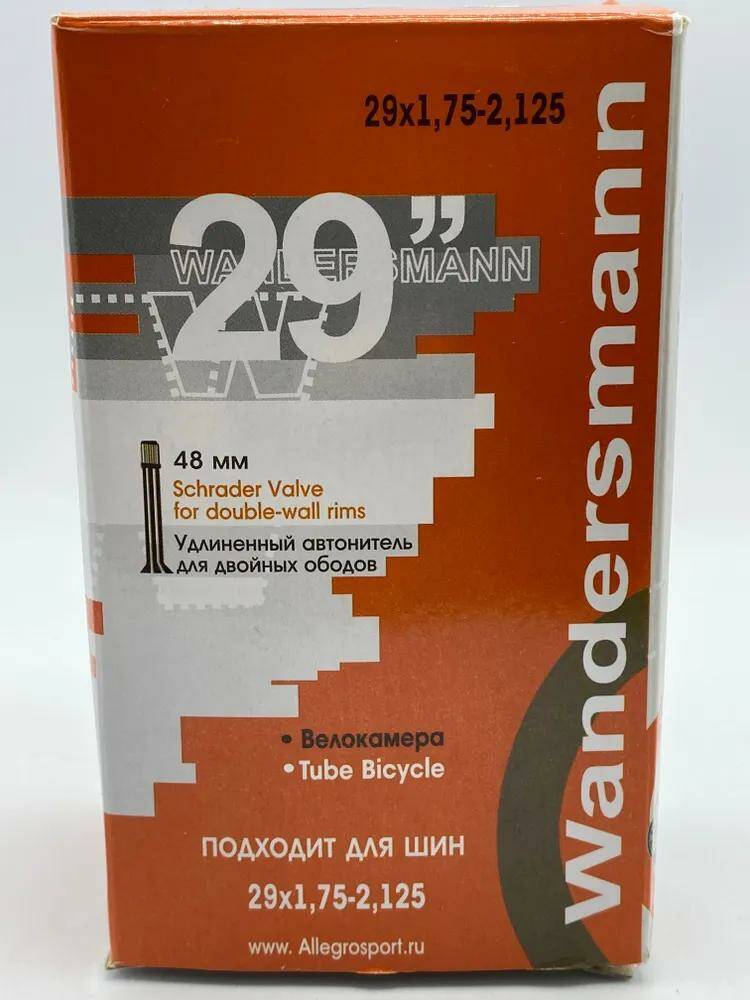 29x1,75-2,125
29”
WANDERSMANN
48 мм
Schrader Valve
for double-wall rims
Удлиненный автонитель
для двойных ободов
• Велокамера
• Tube Bicycle
ПОДХОДИТ ДЛЯ ШИН
29x1,75-2,125
www. Allegrosport.ru
Wandersmann